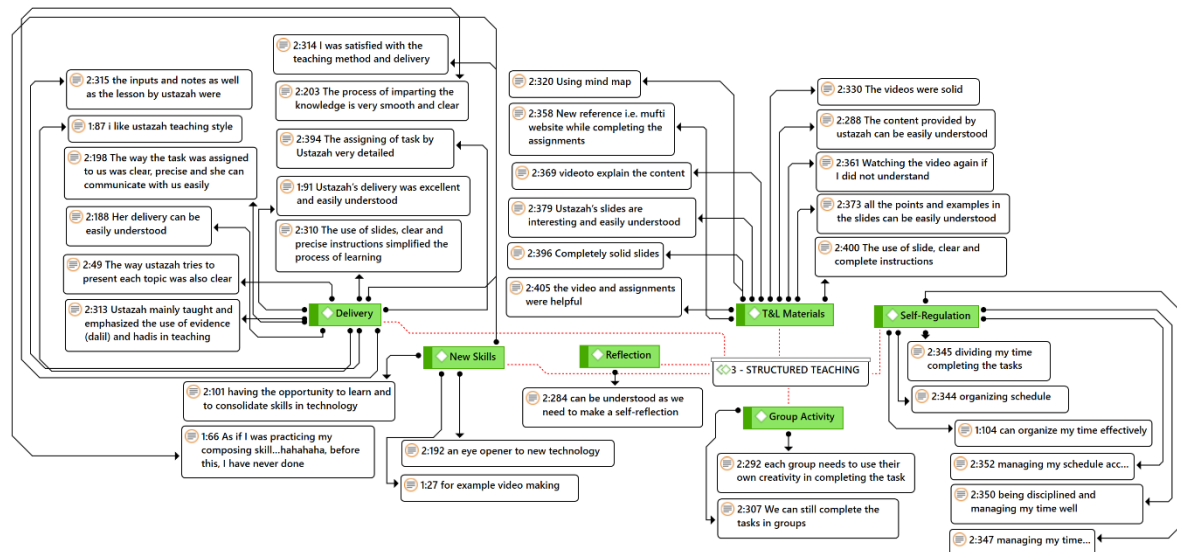 2:314 I was satisfied with the
teaching method and delivery
2:315 the inputs and notes as well
as the lesson by ustazah were
2:203 The process of imparting the
knowledge is very smooth and clear
1:87 i like ustazah teaching style
2:394 The assigning of task by
Ustazah very detailed
2:198 The way the task was assigned
to us was clear, precise and she can
communicate with us easily
1:91 Ustazah's delivery was excellent
and easily understood
2:188 Her delivery can be
easily understood
2:310 The use of slides, clear and
precise instructions simplified the
process of learning
2:49 The way ustazah tries to
present each topic was also clear
2:313 Ustazah mainly taught and
emphasized the use of evidence
(dalil) and hadis in teaching
Delivery
2:320 Using mind map
2:358 New reference i.e. mufti
website while completing the
assignments
2:369 videoto explain the content
2:379 Ustazah's slides are
interesting and easily understood
2:396 Completely solid slides
2:405 the video and assignments
were helpful
2:330 The videos were solid
2:288 The content provided by
ustazah can be easily understood
2:361 Watching the video again if
I did not understand
2:373 all the points and examples in
the slides can be easily understood
2:400 The use of slide, clear and
complete instructions
T&L Materials
Self-Regulation
New Skills
Reflection
3 - STRUCTURED TEACHING
2:101 having the opportunity to learn and
to consolidate skills in technology
1:66 As if I was practicing my
composing skill...hahahaha, before
this, I have never done
2:192 an eye opener to new technology
1:27 for example video making
2:284 can be understood as we
need to make a self-reflection
Group Activity
2:292 each group needs to use their
own creativity in completing the task
2:307 We can still complete the
tasks in groups
2:345 dividing my time
completing the tasks
2:344 organizing schedule
1:104 can organize my time effectively
2:352 managing my schedule acc...
2:350 being disciplined and
managing my time well
2:347 managing my time...